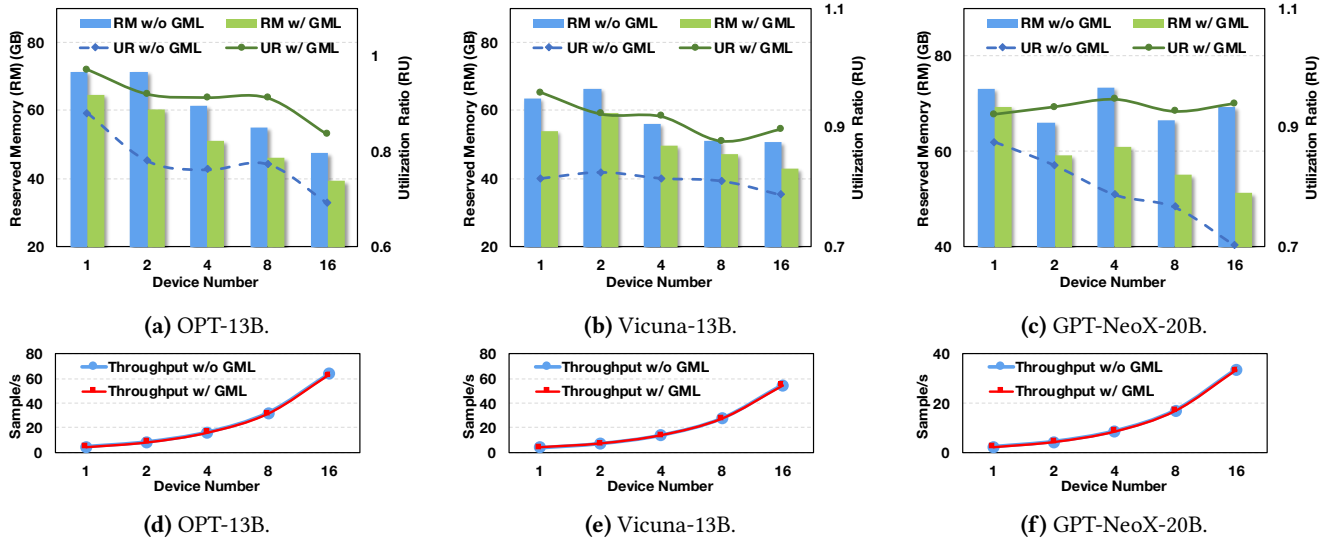 RM w/o GML RM w/ GML
UR w/o GML UR w/ GML
Reserved Memory (RM) (GB)
80
60
40
20
1
0.8
0.6
Utilization Ratio (RU)
1 2 4 8 16
Device Number
(a) OPT-13B.
RM w/o GML RM w/ GML
UR w/o GML UR w/ GML
Reserved Memory (RM) (GB)
80
60
40
20
1.1
0.9
0.7
Utilization Ratio (RU)
1 2 4 8 16
Device Number
(b) Vicuna-13B.
RM w/o GML RM w/ GML
UR w/o GML UR w/ GML
Reserved Memory (RM) (GB)
80
60
40
1.1
0.9
0.7
Utilization Ratio (RU)
1 2 4 8 16
Device Number
(c) GPT-NeoX-20B.
Throughput w/o GML
Throughput w/ GML
Sample/s
80
60
40
20
0
1 2 4 8 16
Device Number
(d) OPT-13B.
Throughput w/o GML
Throughput w/ GML
Sample/s
80
60
40
20
0
1 2 4 8 16
Device Number
(e) Vicuna-13B.
Throughput w/o GML
Throughput w/ GML
Sample/s
40
20
0
1 2 4 8 16
Device Number
(f) GPT-NeoX-20B.